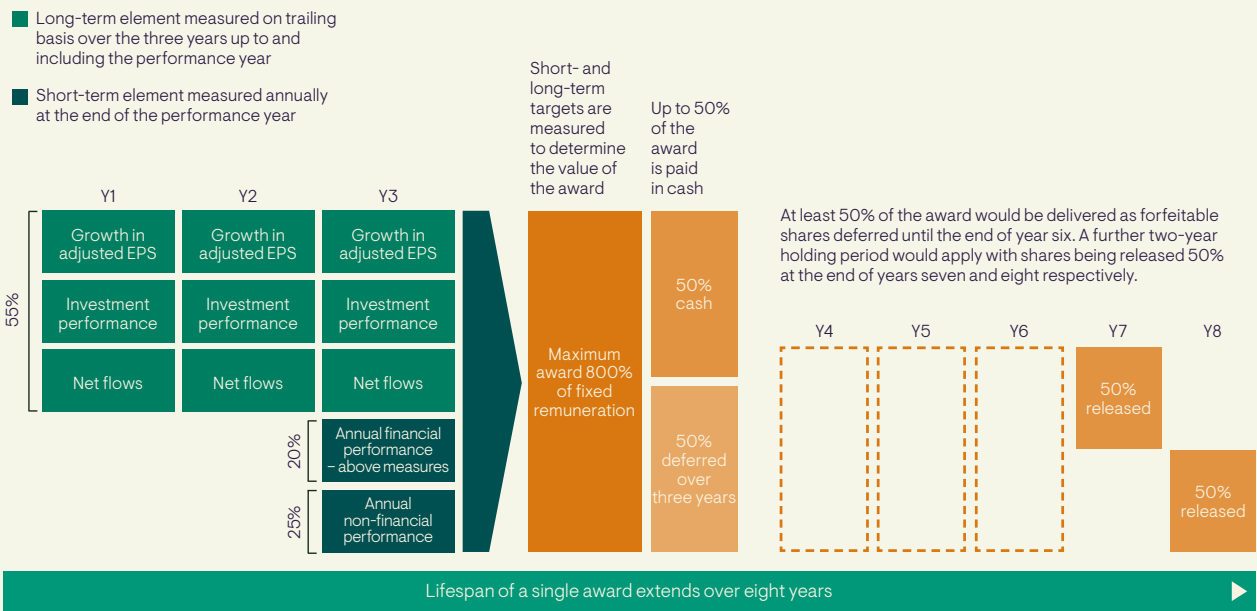 Long-term element measured on trailing
basis over the three years up to and
including the performance year
Short-term element measured annually
at the end of the performance year
Short- and
long-term
targets are
measured
to determine
the value of
the award
Up to 50%
of the
award
is paid
in cash
Y1
Y2
Y3
55%
Growth in
adjusted EPS
Growth in
adjusted EPS
Growth in
adjusted EPS
Investment
performance
Investment
performance
Investment
performance
Net flows
Net flows
Net flows
20%
Annual financial
performance
– above measures
25%
Annual
non-financial
performance
Maximum
award 800%
of fixed
remuneration
50%
cash
50%
deferred
over
three years
At least 50% of the award would be delivered as forfeitable
shares deferred until the end of year six. A further two-year
holding period would apply with shares being released 50%
at the end of years seven and eight respectively.
Y4
Y5
Y6
Y7
Y8
50%
released
50%
released
Lifespan of a single award extends over eight years